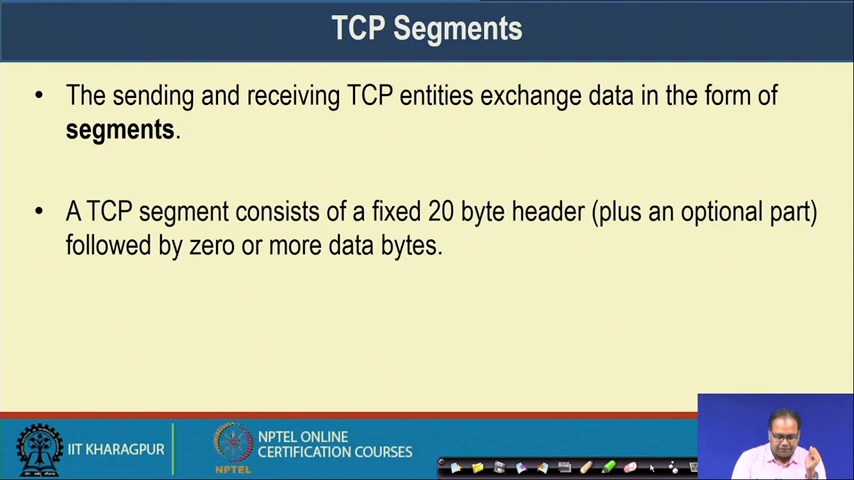 TCP Segments
• The sending and receiving TCP entities exchange data in the form of
segments.
• A TCP segment consists of a fixed 20 byte header (plus an optional part)
followed by zero or more data bytes.
IIT KHARAGPUR
NPTEL
NPTEL ONLINE
CERTIFICATION COURSES